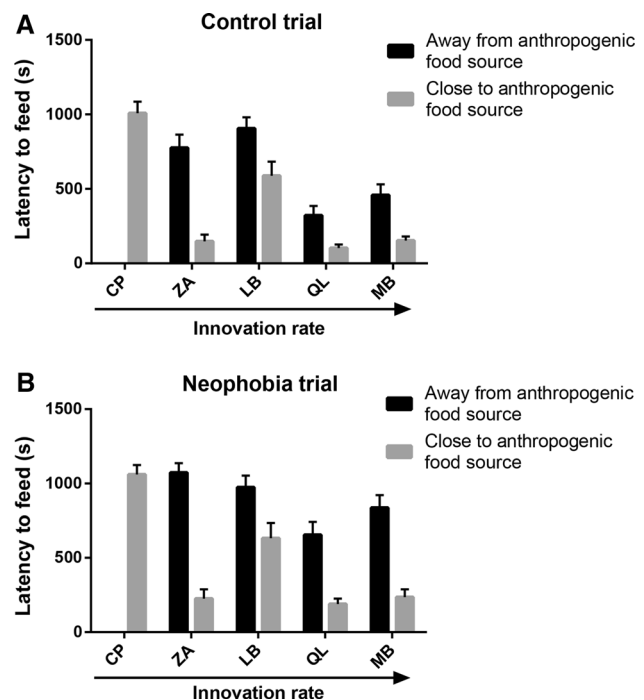 A
Control trial
1500
1000
500
0
Latency to feed (s)
Away from anthropogenic
food source
Close to anthropogenic
food source
CP
ZA
LB
QL
MB
Innovation rate
B
Neophobia trial
1500
1000
500
0
Latency to feed (s)
Away from anthropogenic
food source
Close to anthropogenic
food source
CP
ZA
LB
QL
MB
Innovation rate